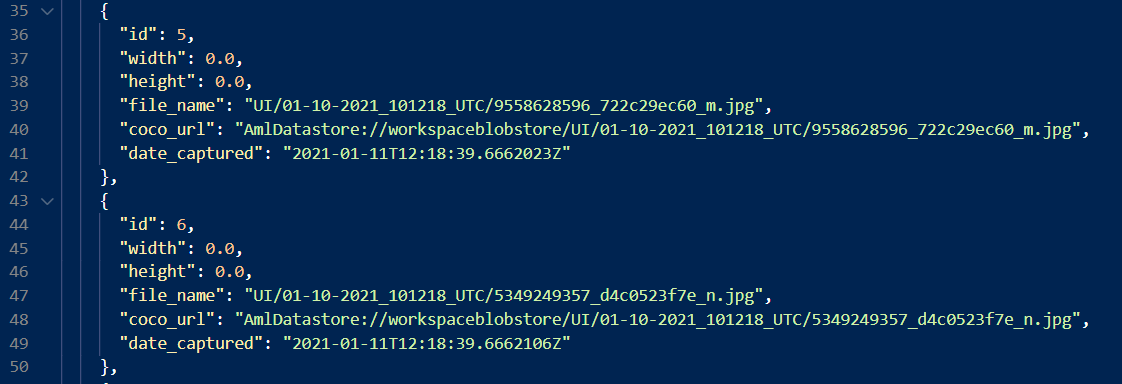 35 {
36 "id": 5,
37 "width": 0.0,
38 "height": 0.0,
39 "file_name": "UI/01-10-2021_101218_UTC/9558628596_722c29ec60_m.jpg",
40 "coco_url": "AmlDatastore://workspaceblobstore/UI/01-10-2021_101218_UTC/9558628596_722c29ec60_m.jpg",
41 "date_captured": "2021-01-11T12:18:39.6662023Z"
42 },
43 {
44 "id": 6,
45 "width": 0.0,
46 "height": 0.0,
47 "file_name": "UI/01-10-2021_101218_UTC/5349249357_d4c0523f7e_n.jpg",
48 "coco_url": "AmlDatastore://workspaceblobstore/UI/01-10-2021_101218_UTC/5349249357_d4c0523f7e_n.jpg",
49 "date_captured": "2021-01-11T12:18:39.6662106Z"
50 },